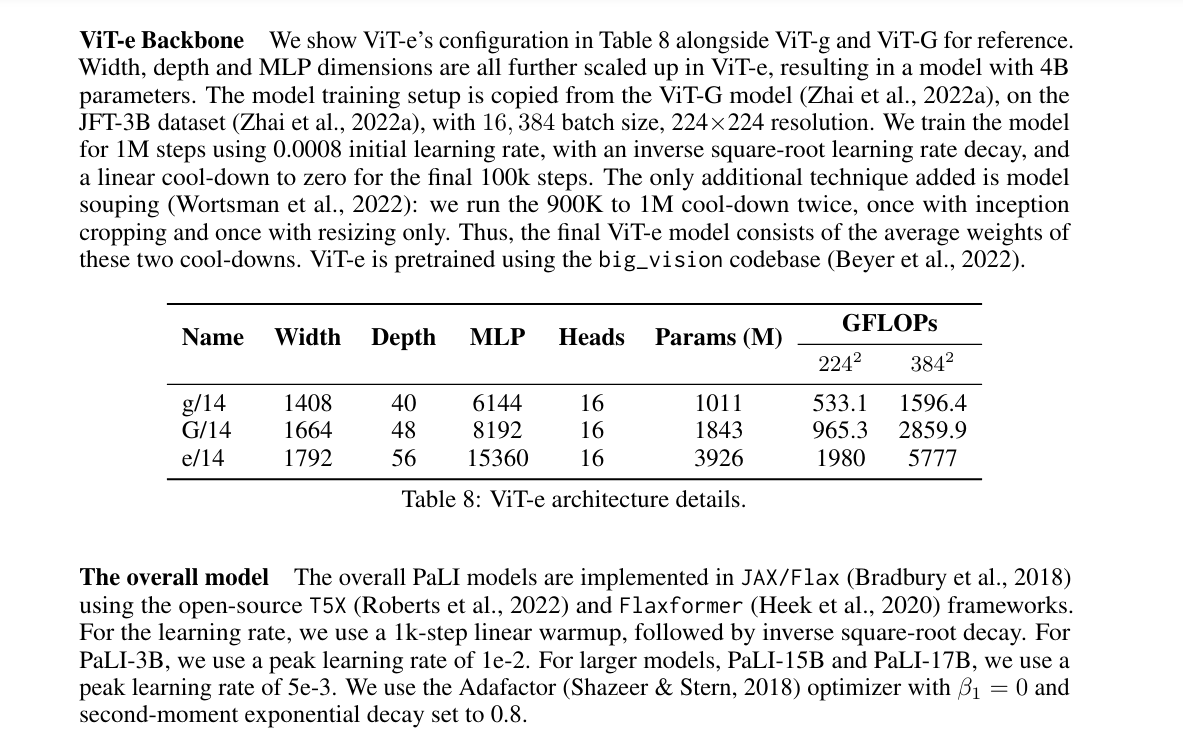 ViT-e Backbone We show ViT-e's configuration in Table 8 alongside ViT-g and ViT-G for reference.
Width, depth and MLP dimensions are all further scaled up in ViT-e, resulting in a model with 4B
parameters. The model training setup is copied from the ViT-G model (Zhai et al., 2022a), on the
JFT-3B dataset (Zhai et al., 2022a), with 16, 384 batch size, 224×224 resolution. We train the model
for 1M steps using 0.0008 initial learning rate, with an inverse square-root learning rate decay, and
a linear cool-down to zero for the final 100k steps. The only additional technique added is model
souping (Wortsman et al., 2022): we run the 900K to 1M cool-down twice, once with inception
cropping and once with resizing only. Thus, the final ViT-e model consists of the average weights of
these two cool-downs. ViT-e is pretrained using the big_vision codebase (Beyer et al., 2022).
Name Width Depth MLP Heads Params (M) GFLOPs
224² 384²
g/14 1408 40 6144 16 1011 533.1 1596.4
G/14 1664 48 8192 16 1843 965.3 2859.9
e/14 1792 56 15360 16 3926 1980 5777
Table 8: ViT-e architecture details.
The overall model The overall PaLI models are implemented in JAX/Flax (Bradbury et al., 2018)
using the open-source T5X (Roberts et al., 2022) and Flaxformer (Heek et al., 2020) frameworks.
For the learning rate, we use a 1k-step linear warmup, followed by inverse square-root decay. For
PaLI-3B, we use a peak learning rate of 1e-2. For larger models, PaLI-15B and PaLI-17B, we use a
peak learning rate of 5e-3. We use the Adafactor (Shazeer & Stern, 2018) optimizer with β₁ = 0 and
second-moment exponential decay set to 0.8.